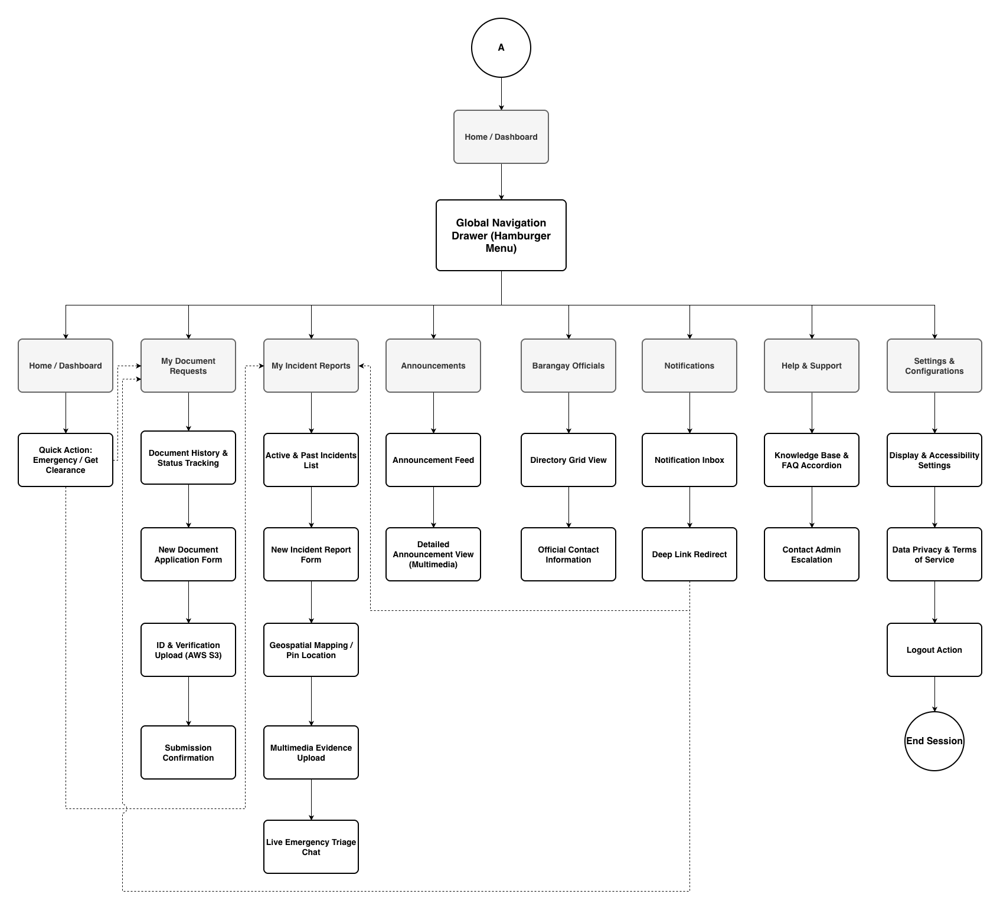 A
Home / Dashboard
Global Navigation
Drawer (Hamburger
Menu)
Home / Dashboard
My Document
Requests
My Incident Reports
Announcements
Barangay Officials
Notifications
Help & Support
Settings &
Configurations
Quick Action:
Emergency / Get
Clearance
Document History &
Status Tracking
Active & Past Incidents
List
Announcement Feed
Directory Grid View
Notification Inbox
Knowledge Base &
FAQ Accordion
Display & Accessibility
Settings
New Document
Application Form
New Incident Report
Form
Detailed
Announcement View
(Multimedia)
Official Contact
Information
Deep Link Redirect
Contact Admin
Escalation
Data Privacy & Terms
of Service
ID & Verification
Upload (AWS S3)
Geospatial Mapping /
Pin Location
Logout Action
Submission
Confirmation
Multimedia Evidence
Upload
End Session
Live Emergency Triage
Chat